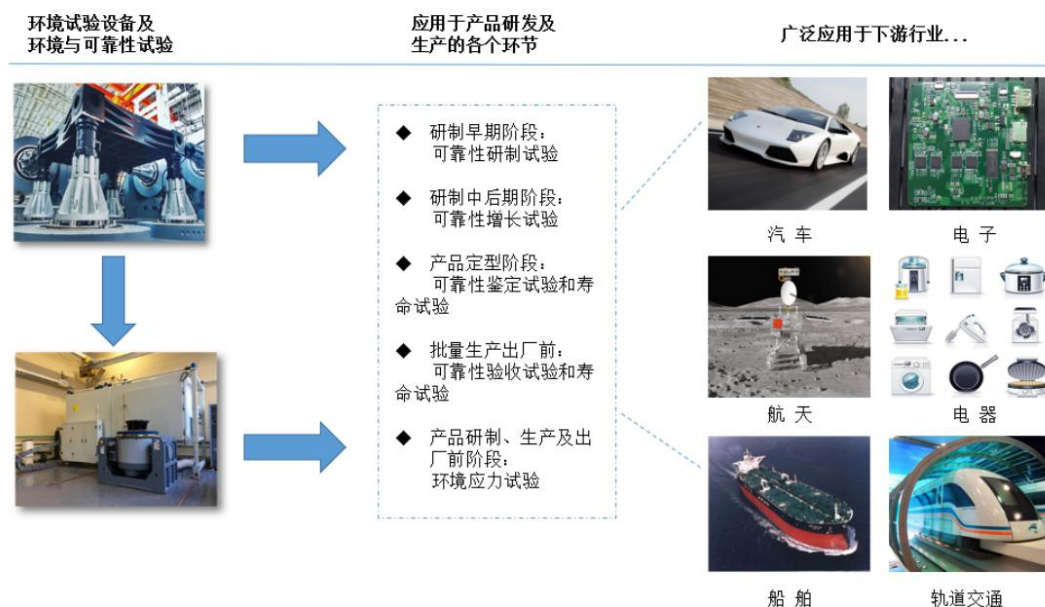 环境试验设备及
环境与可靠性试验
应用于产品研发及
生产的各个环节
广泛应用于下游行业...
◆ 研制早期阶段：
可靠性研制试验
◆ 研制中后期阶段：
可靠性增长试验
◆ 产品定型阶段：
可靠性鉴定试验和寿
命试验
◆ 批量生产出厂前：
可靠性验收试验和寿
命试验
◆ 产品研制、生产及出
厂前阶段：
环境应力试验
汽 车
电 子
航 天
电 器
船 舶
轨道交通